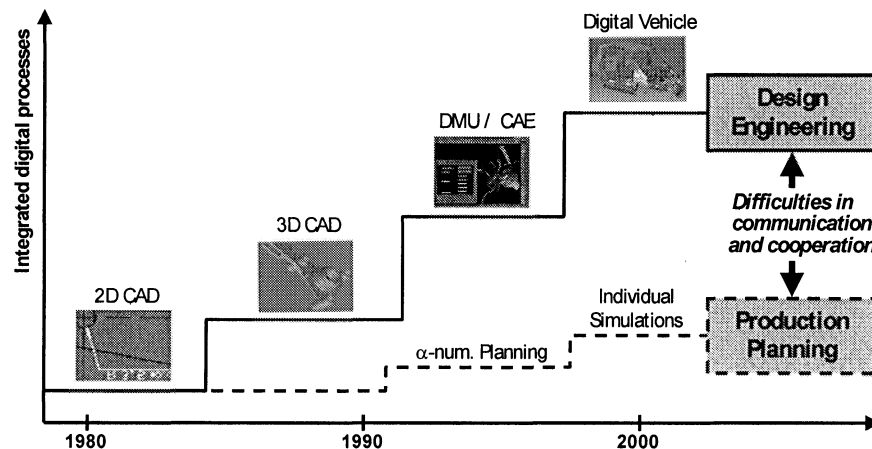 Integrated digital processes
Digital Vehicle
DMU / CAE
3D CAD
2D CAD
Design
Engineering
Difficulties in
communication
and cooperation
Individual
Simulations
α-num. Planning
Production
Planning
1980
1990
2000